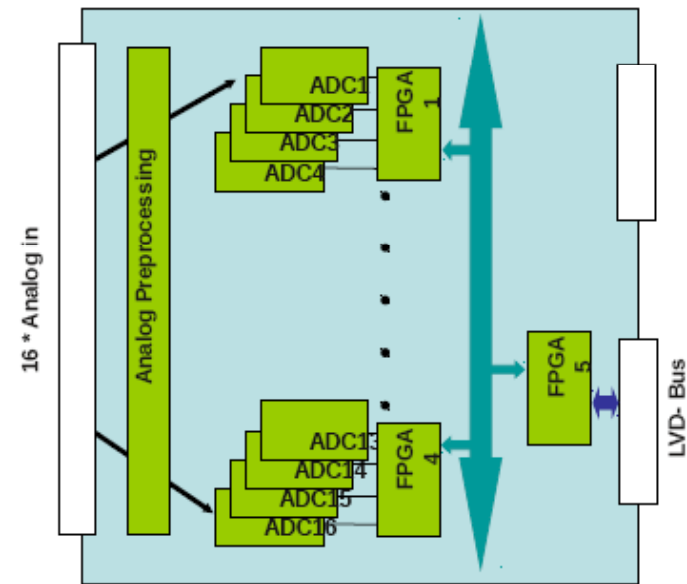 16 * Analog in
Analog Preprocessing
ADC1
ADC2
ADC3
ADC4
FPGA
1
ADC13
ADC14
ADC15
ADC16
FPGA
4
FPGA
5
LVD- Bus